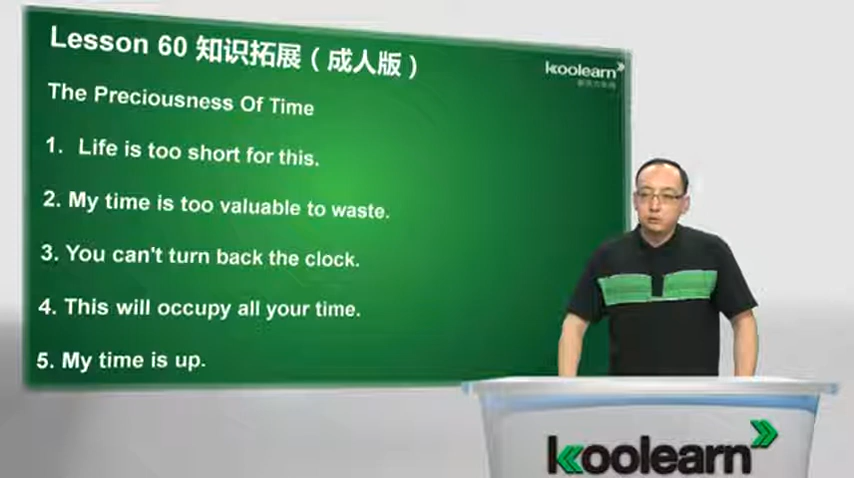 Lesson 60 知识拓展（成人版）
koolearn
The Preciousness Of Time
1. Life is too short for this.
2. My time is too valuable to waste.
3. You can't turn back the clock.
4. This will occupy all your time.
5. My time is up.
koolearn